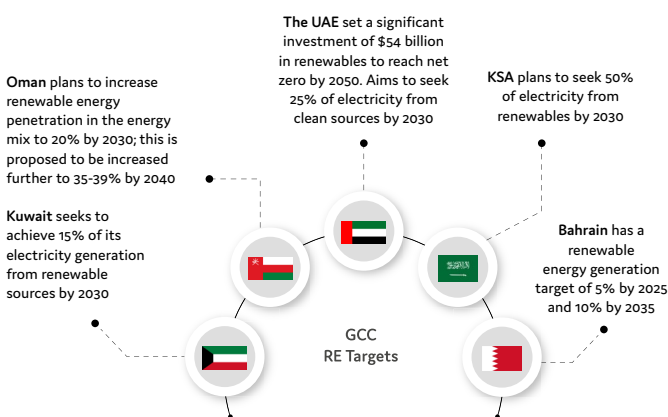 The UAE set a significant
investment of $54 billion
in renewables to reach net
zero by 2050. Aims to seek
25% of electricity from
clean sources by 2030
KSA plans to seek 50%
of electricity from
renewables by 2030
Oman plans to increase
renewable energy
penetration in the energy
mix to 20% by 2030; this is
proposed to be increased
further to 35-39% by 2040
Kuwait seeks to
achieve 15% of its
electricity generation
from renewable
sources by 2030
Bahrain has a
renewable
energy generation
target of 5% by 2025
and 10% by 2035
GCC
RE Targets